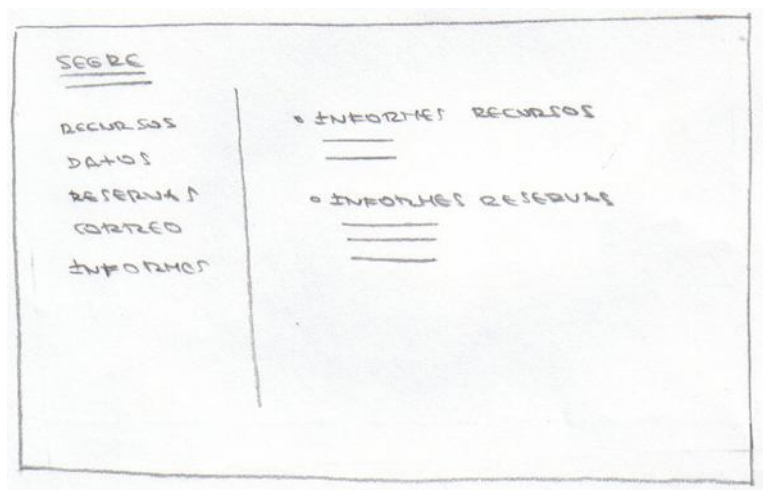 SEGRE
RECURSOS
DATOS
RESERVAS
CORREO
INFORMES
• INFORMES RECURSOS
• INFORMES RESERVAS